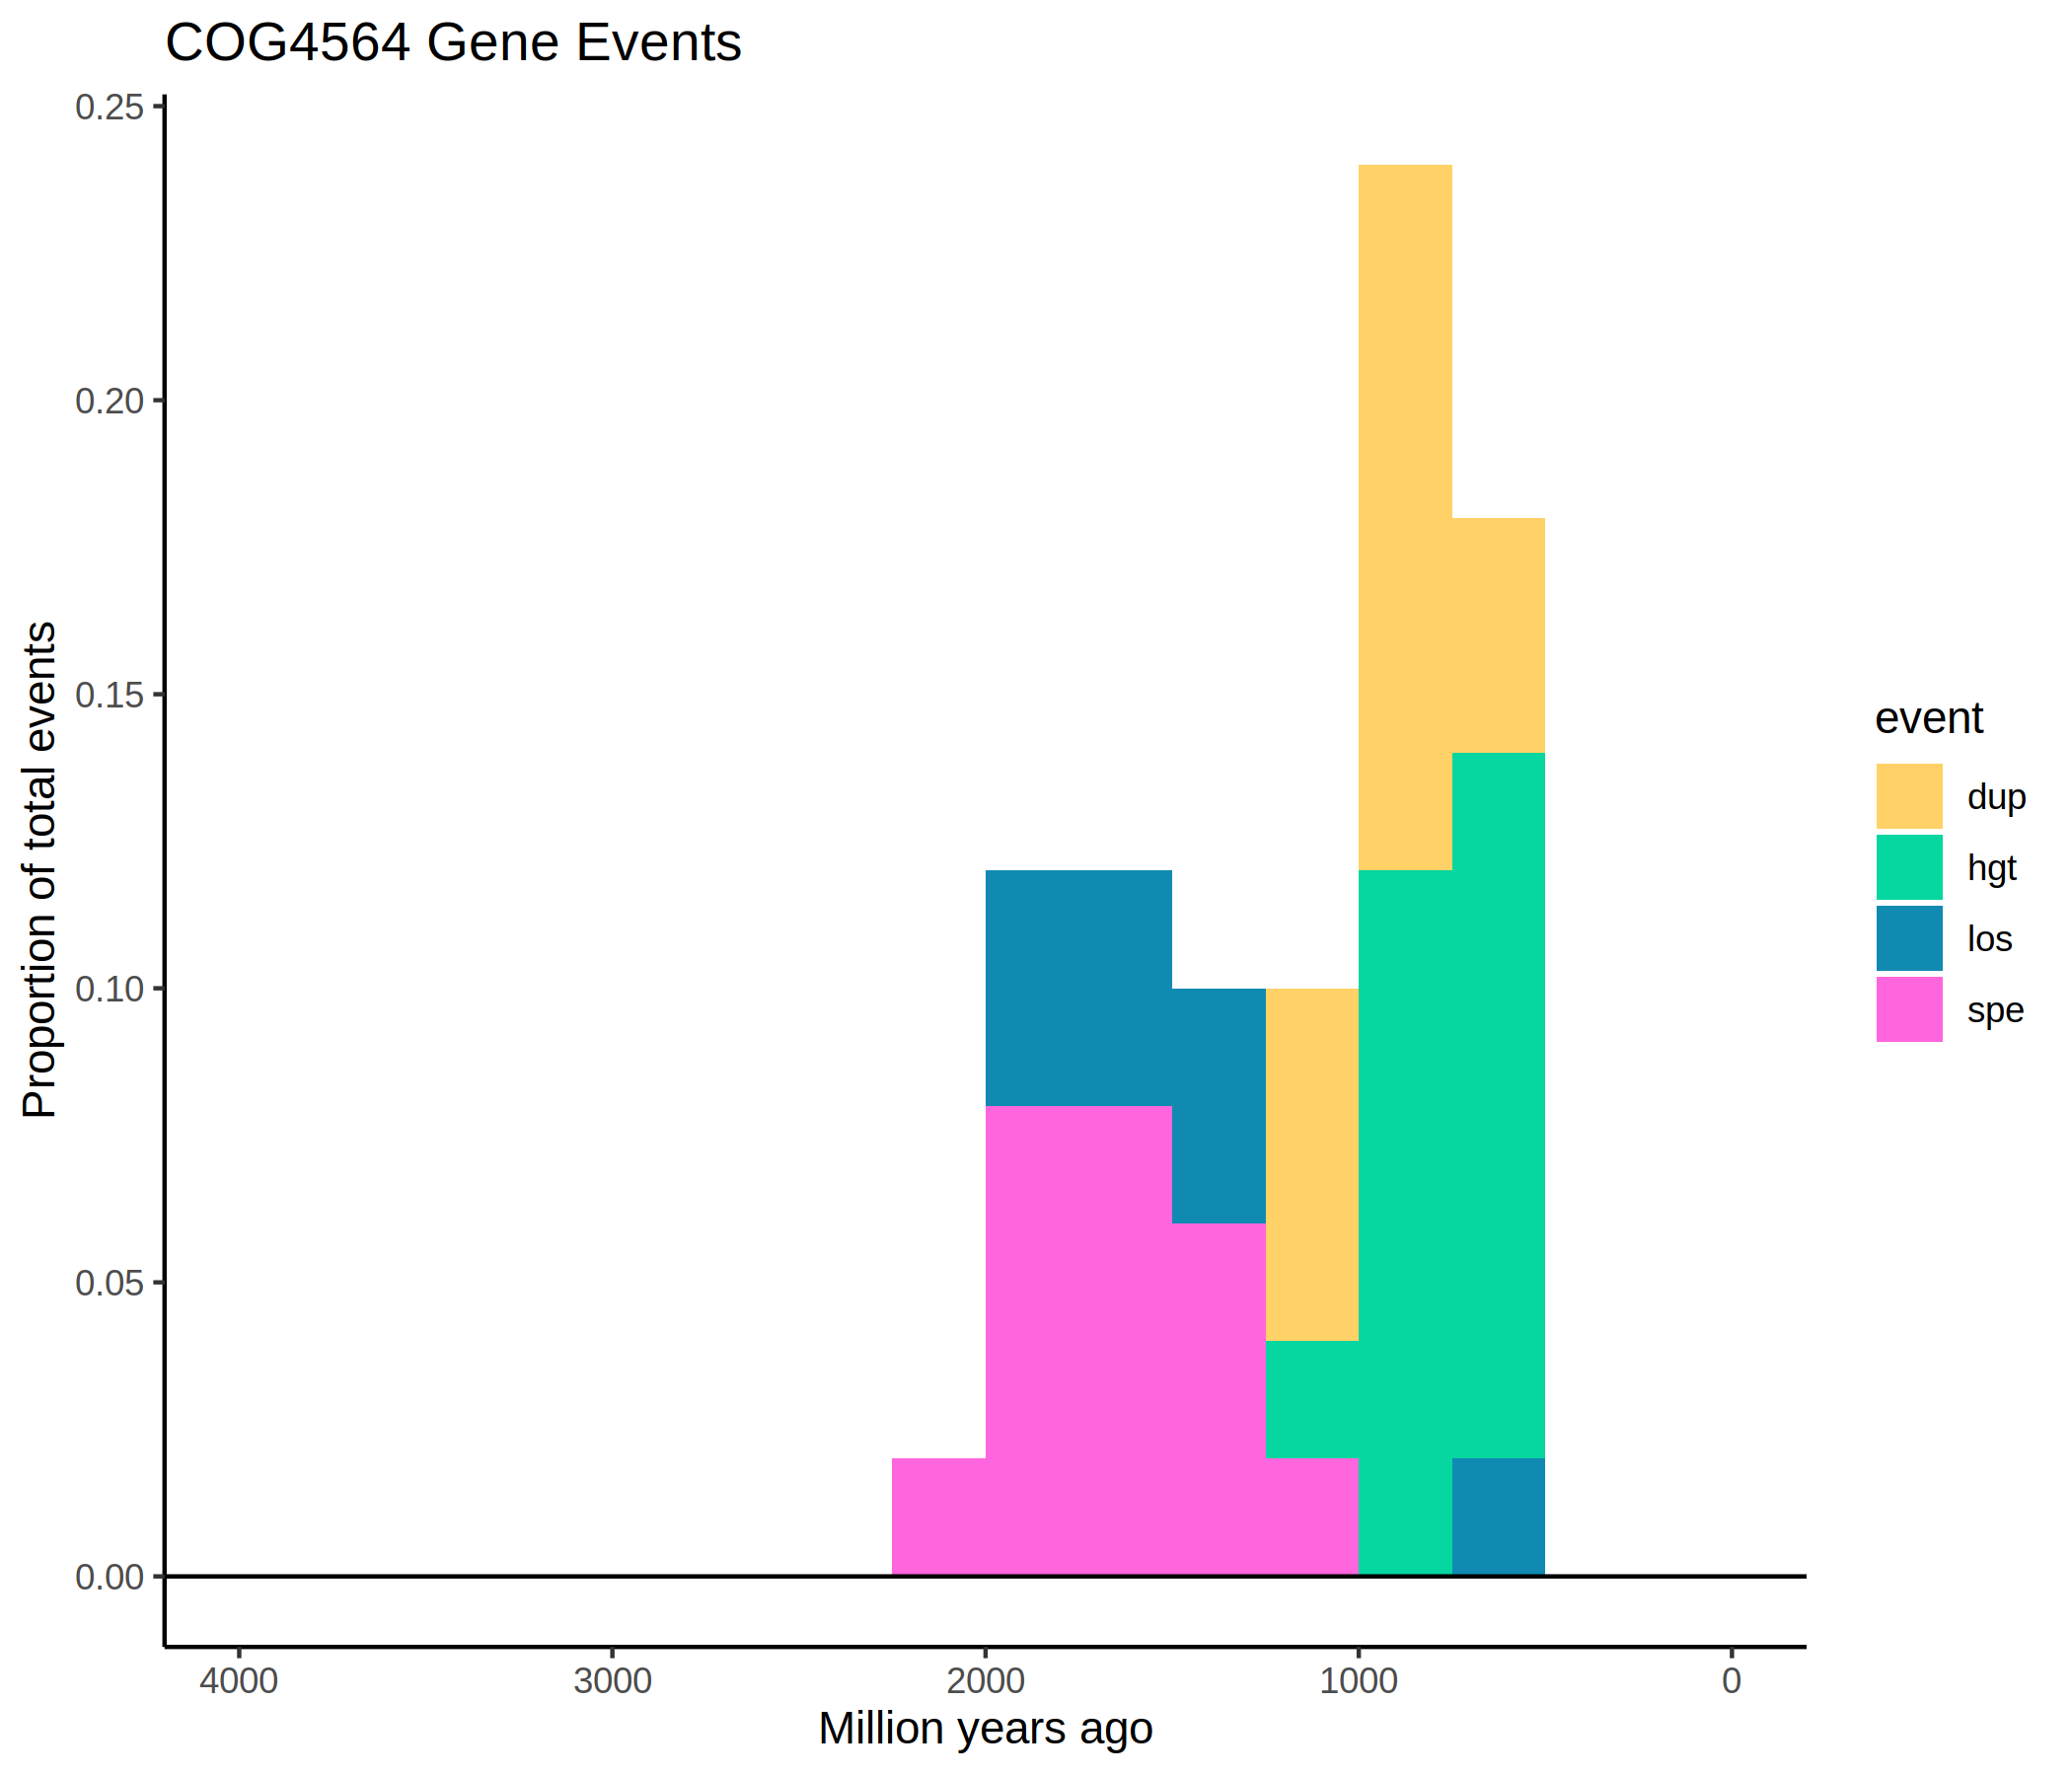 COG4564 Gene Events
0.25
0.20
0.15
0.10
0.05
0.00
Proportion of total events
4000 3000 2000 1000 0
Million years ago
event
dup
hgt
los
spe